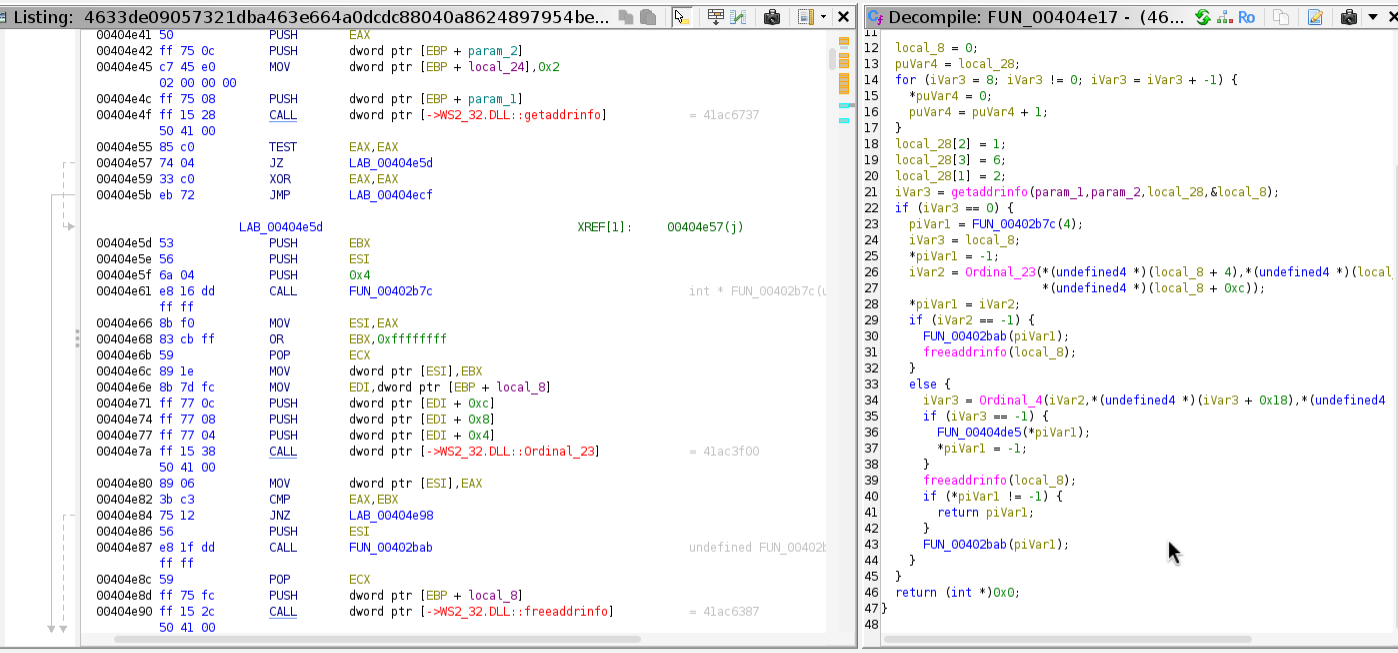 Listing: 4633de09057321dba463e664a0dcdc88040a8624897954be...
00404e41 50 PUSH EAX
00404e42 ff 75 0c PUSH dword ptr [EBP + param_2]
00404e45 c7 45 e0 MOV dword ptr [EBP + local_24],0x2
02 00 00 00
00404e4c ff 75 08 PUSH dword ptr [EBP + param_1]
00404e4f ff 15 28 CALL dword ptr [->WS2_32.DLL::getaddrinfo] = 41ac6737
50 41 00
00404e55 85 c0 TEST EAX,EAX
00404e57 74 04 JZ LAB_00404e5d
00404e59 33 c0 XOR EAX,EAX
00404e5b eb 72 JMP LAB_00404ecf
LAB_00404e5d XREF[1]: 00404e57(j)
00404e5d 53 PUSH EBX
00404e5e 56 PUSH ESI
00404e5f 6a 04 PUSH 0x4
00404e61 e8 16 dd CALL FUN_00402b7c int * FUN_00402b7c(u
ff ff
00404e66 8b f0 MOV ESI,EAX
00404e68 83 cb ff OR EBX,0xffffffff
00404e6b 59 POP ECX
00404e6c 89 1e MOV dword ptr [ESI],EBX
00404e6e 8b 7d fc MOV EDI,dword ptr [EBP + local_8]
00404e71 ff 77 0c PUSH dword ptr [EDI + 0xc]
00404e74 ff 77 08 PUSH dword ptr [EDI + 0x8]
00404e77 ff 77 04 PUSH dword ptr [EDI + 0x4]
00404e7a ff 15 38 CALL dword ptr [->WS2_32.DLL::Ordinal_23] = 41ac3f00
50 41 00
00404e80 89 06 MOV dword ptr [ESI],EAX
00404e82 3b c3 CMP EAX,EBX
00404e84 75 12 JNZ LAB_00404e98
00404e86 56 PUSH ESI
00404e87 e8 1f dd CALL FUN_00402bab undefined FUN_00402b
ff ff
00404e8c 59 POP ECX
00404e8d ff 75 fc PUSH dword ptr [EBP + local_8]
00404e90 ff 15 2c CALL dword ptr [->WS2_32.DLL::freeaddrinfo] = 41ac6387
50 41 00
Decompile: FUN_00404e17 - (46... Ro
11
12 local_8 = 0;
13 puVar4 = local_28;
14 for (iVar3 = 8; iVar3 != 0; iVar3 = iVar3 + -1) {
15 *puVar4 = 0;
16 puVar4 = puVar4 + 1;
17 }
18 local_28[2] = 1;
19 local_28[3] = 6;
20 local_28[1] = 2;
21 iVar3 = getaddrinfo(param_1,param_2,local_28,&local_8);
22 if (iVar3 == 0) {
23 piVar1 = FUN_00402b7c(4);
24 iVar3 = local_8;
25 *piVar1 = -1;
26 iVar2 = Ordinal_23(*(undefined4 *)(local_8 + 4),*(undefined4 *)(local_
27 *(undefined4 *)(local_8 + 0xc));
28 *piVar1 = iVar2;
29 if (iVar2 == -1) {
30 FUN_00402bab(piVar1);
31 freeaddrinfo(local_8);
32 }
33 else {
34 iVar3 = Ordinal_4(iVar2,*(undefined4 *)(iVar3 + 0x18),*(undefined4
35 if (iVar3 == -1) {
36 FUN_00404de5(*piVar1);
37 *piVar1 = -1;
38 }
39 freeaddrinfo(local_8);
40 if (*piVar1 != -1) {
41 return piVar1;
42 }
43 FUN_00402bab(piVar1);
44 }
45 }
46 return (int *)0x0;
47 }
48